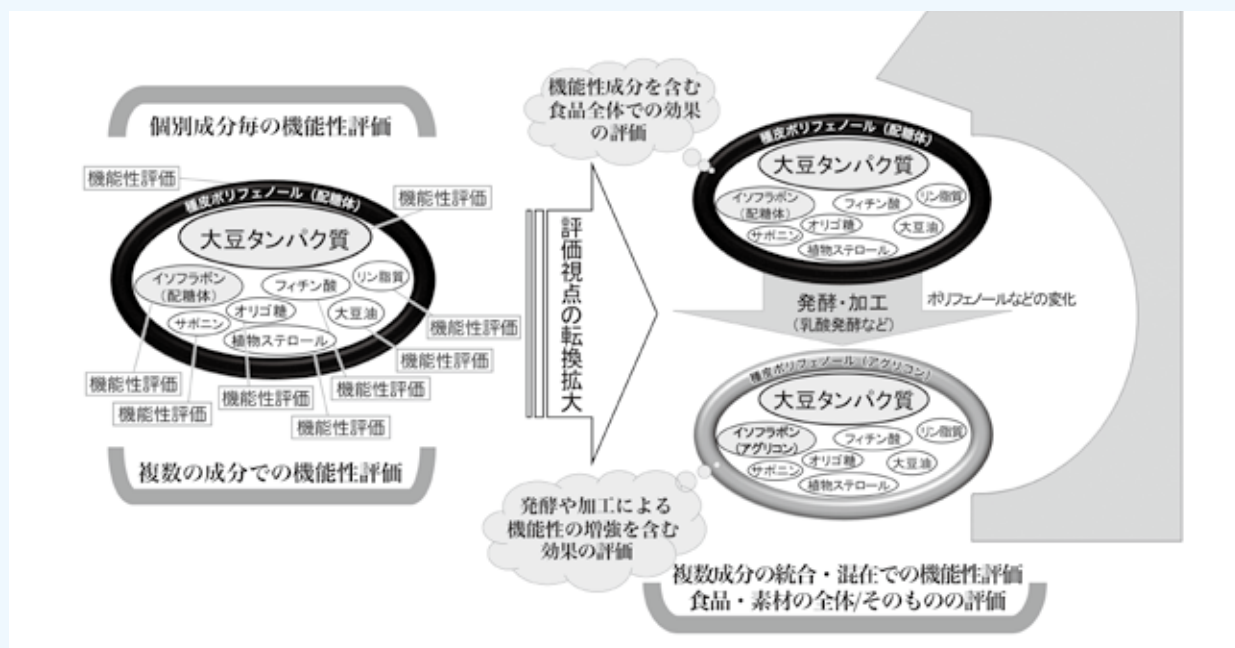 個別成分毎の機能性評価
機能性評価
種皮ポリフェノール(配糖体)
機能性評価
大豆タンパク質
イソフラボン
(配糖体)
フィチン酸
リン脂質
サポニン
オリゴ糖
大豆油
植物ステロール
機能性評価
機能性評価
機能性評価
機能性評価
機能性評価
機能性評価
機能性評価
複数の成分での機能性評価
評価視点の転換拡大
機能性成分を含む
食品全体での効果
の評価
種皮ポリフェノール(配糖体)
大豆タンパク質
イソフラボン
(配糖体)
フィチン酸
リン脂質
サポニン
オリゴ糖
大豆油
植物ステロール
発酵・加工
(乳酸発酵など)
ポリフェノールなどの変化
種皮ポリフェノール(アグリコン)
大豆タンパク質
イソフラボン
(アグリコン)
フィチン酸
リン脂質
サポニン
オリゴ糖
大豆油
植物ステロール
発酵や加工による
機能性の増強を含む
効果の評価
複数成分の統合・混在での機能性評価
食品・素材の全体/そのものの評価